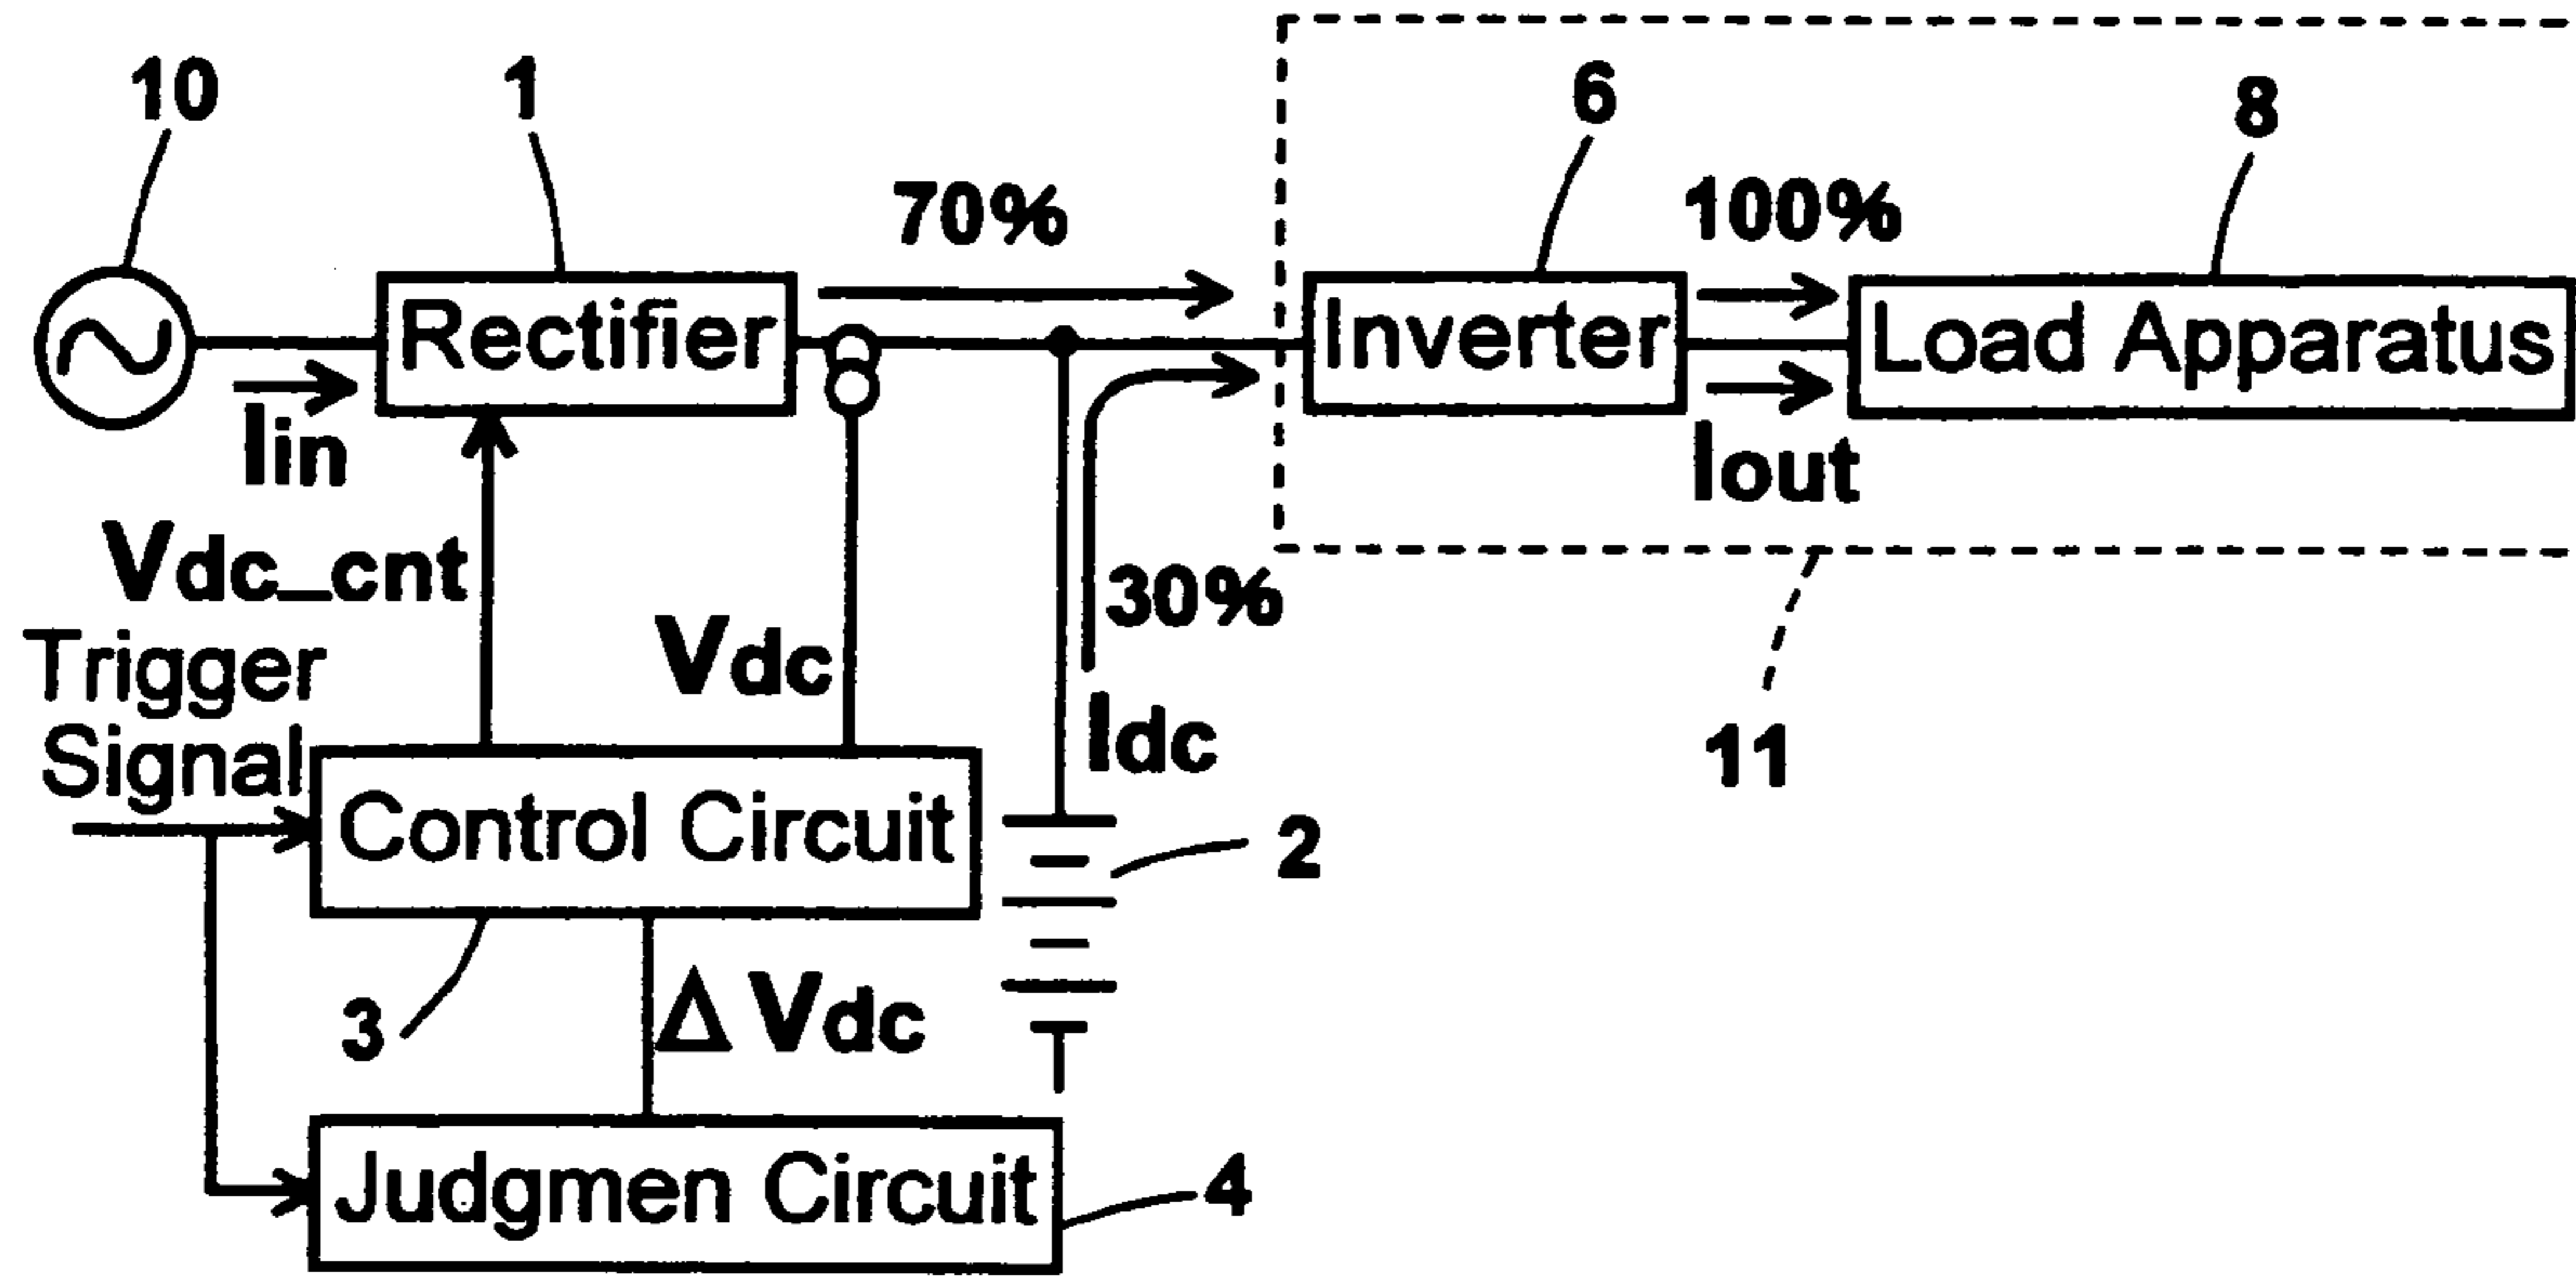 10
1
6
8
70%
100%
Rectifier
Inverter
Load Apparatus
Iin
Iout
Vdc_cnt
30%
Trigger
Signal
Vdc
Idc
11
Control Circuit
2
3
Δ Vdc
Judgmen Circuit
4